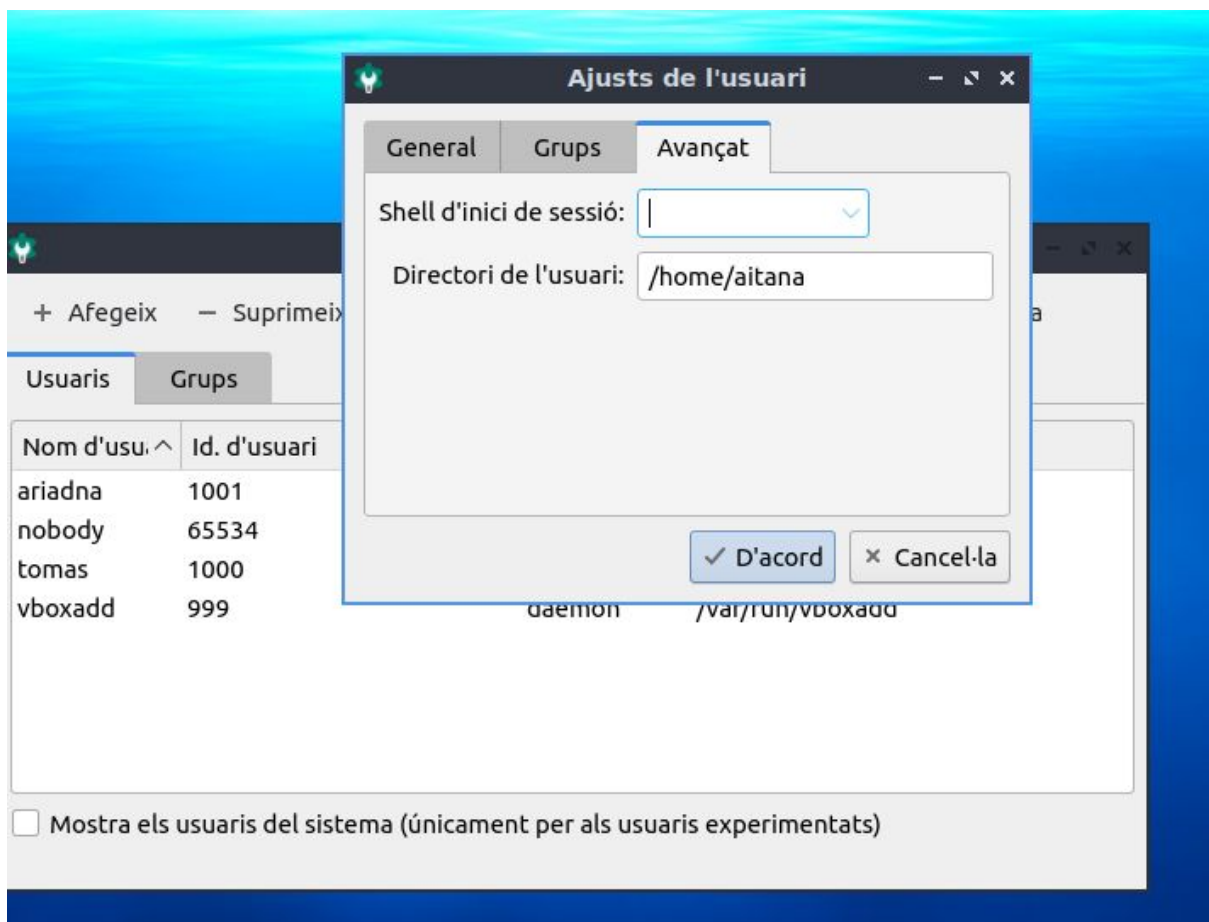 Ajusts de l'usuari
General Grups Avançat
Shell d'inici de sessió:
Directori de l'usuari: /home/aitana
+ Afegeix − Suprimeix
a
Usuaris Grups
Nom d'usu Id. d'usuari
ariadna 1001
nobody 65534
tomas 1000
D'acord Cancel·la
vboxadd 999 daemon /var/run/vboxadd
Mostra els usuaris del sistema (únicament per als usuaris experimentats)